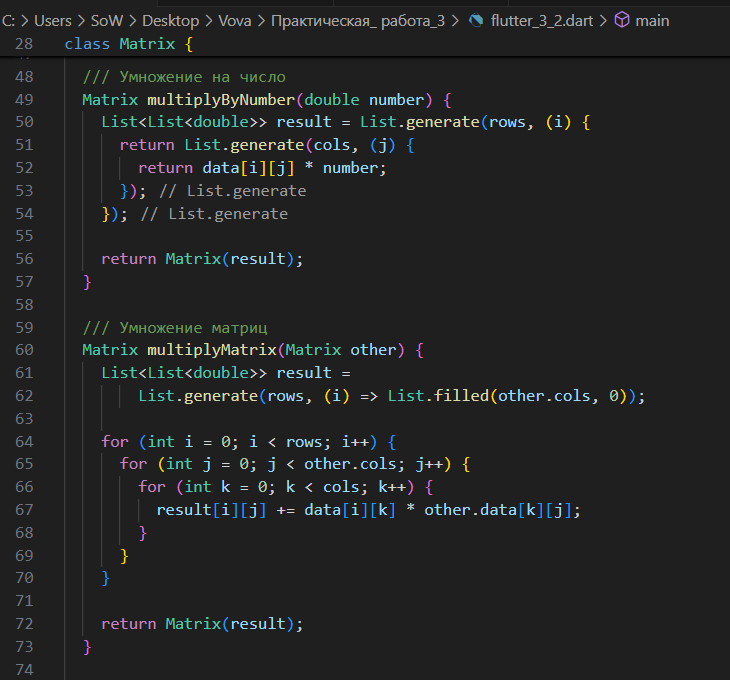 C: > Users > SoW > Desktop > Vova > Практическая_ работа_3 > flutter_3_2.dart > main
28 class Matrix {
48 /// Умножение на число
49 Matrix multiplyByNumber(double number) {
50 List<List<double>> result = List.generate(rows, (i) {
51 return List.generate(cols, (j) {
52 return data[i][j] * number;
53 }); // List.generate
54 }); // List.generate
55
56 return Matrix(result);
57 }
58
59 /// Умножение матриц
60 Matrix multiplyMatrix(Matrix other) {
61 List<List<double>> result =
62 List.generate(rows, (i) => List.filled(other.cols, 0));
63
64 for (int i = 0; i < rows; i++) {
65 for (int j = 0; j < other.cols; j++) {
66 for (int k = 0; k < cols; k++) {
67 result[i][j] += data[i][k] * other.data[k][j];
68 }
69 }
70 }
71
72 return Matrix(result);
73 }
74